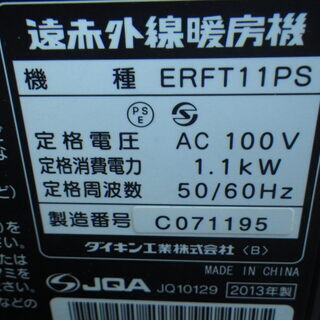 遠赤外線暖房機
機種 ERFT11PS
PS E S
定格電圧 AC 100V
定格消費電力 1.1kW
定格周波数 50/60Hz
製造番号 C071195
ダイキン工業株式会社 〈B〉
MADE IN CHINA
JQA JQ10129 2013年製